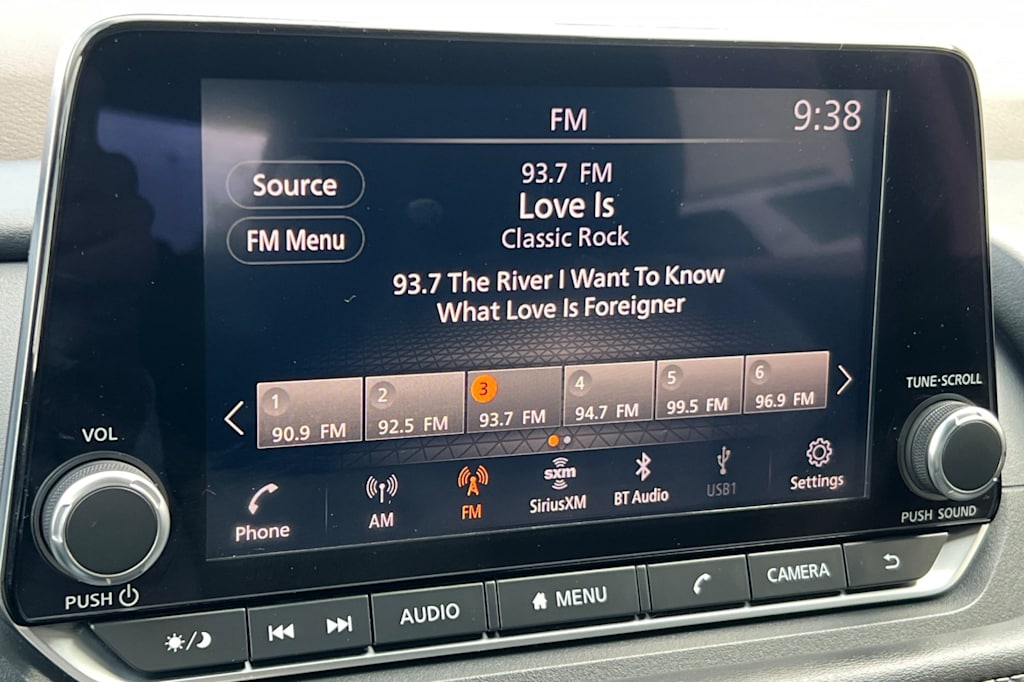 FM
9:38
Source
FM Menu
93.7 FM
Love Is
Classic Rock
93.7 The River I Want To Know
What Love Is Foreigner
1
90.9 FM
2
92.5 FM
3
93.7 FM
4
94.7 FM
5
99.5 FM
6
96.9 FM
VOL
PUSH
TUNE·SCROLL
PUSH SOUND
Phone
AM
FM
sxm
SiriusXM
BT Audio
USB1
Settings
AUDIO
MENU
CAMERA